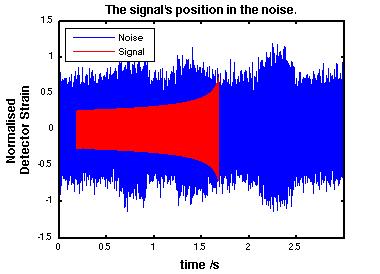 The signal's position in the noise.
1.5
Noise
Signal
1
0.5
0
-0.5
-1
-1.5
Normalised
Detector Strain
0 0.5 1 1.5 2 2.5
time /s